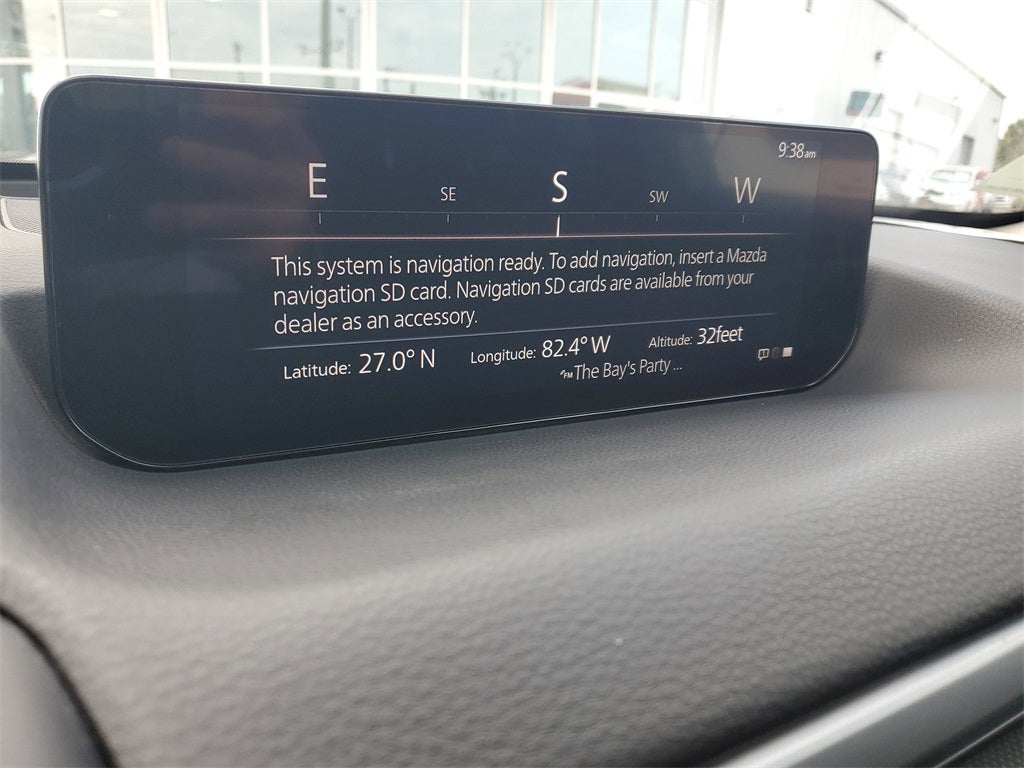 9:38am
E SE S SW W
This system is navigation ready. To add navigation, insert a Mazda
navigation SD card. Navigation SD cards are available from your
dealer as an accessory.
Latitude: 27.0° N Longitude: 82.4° W Altitude: 32feet
FM The Bay's Party ...